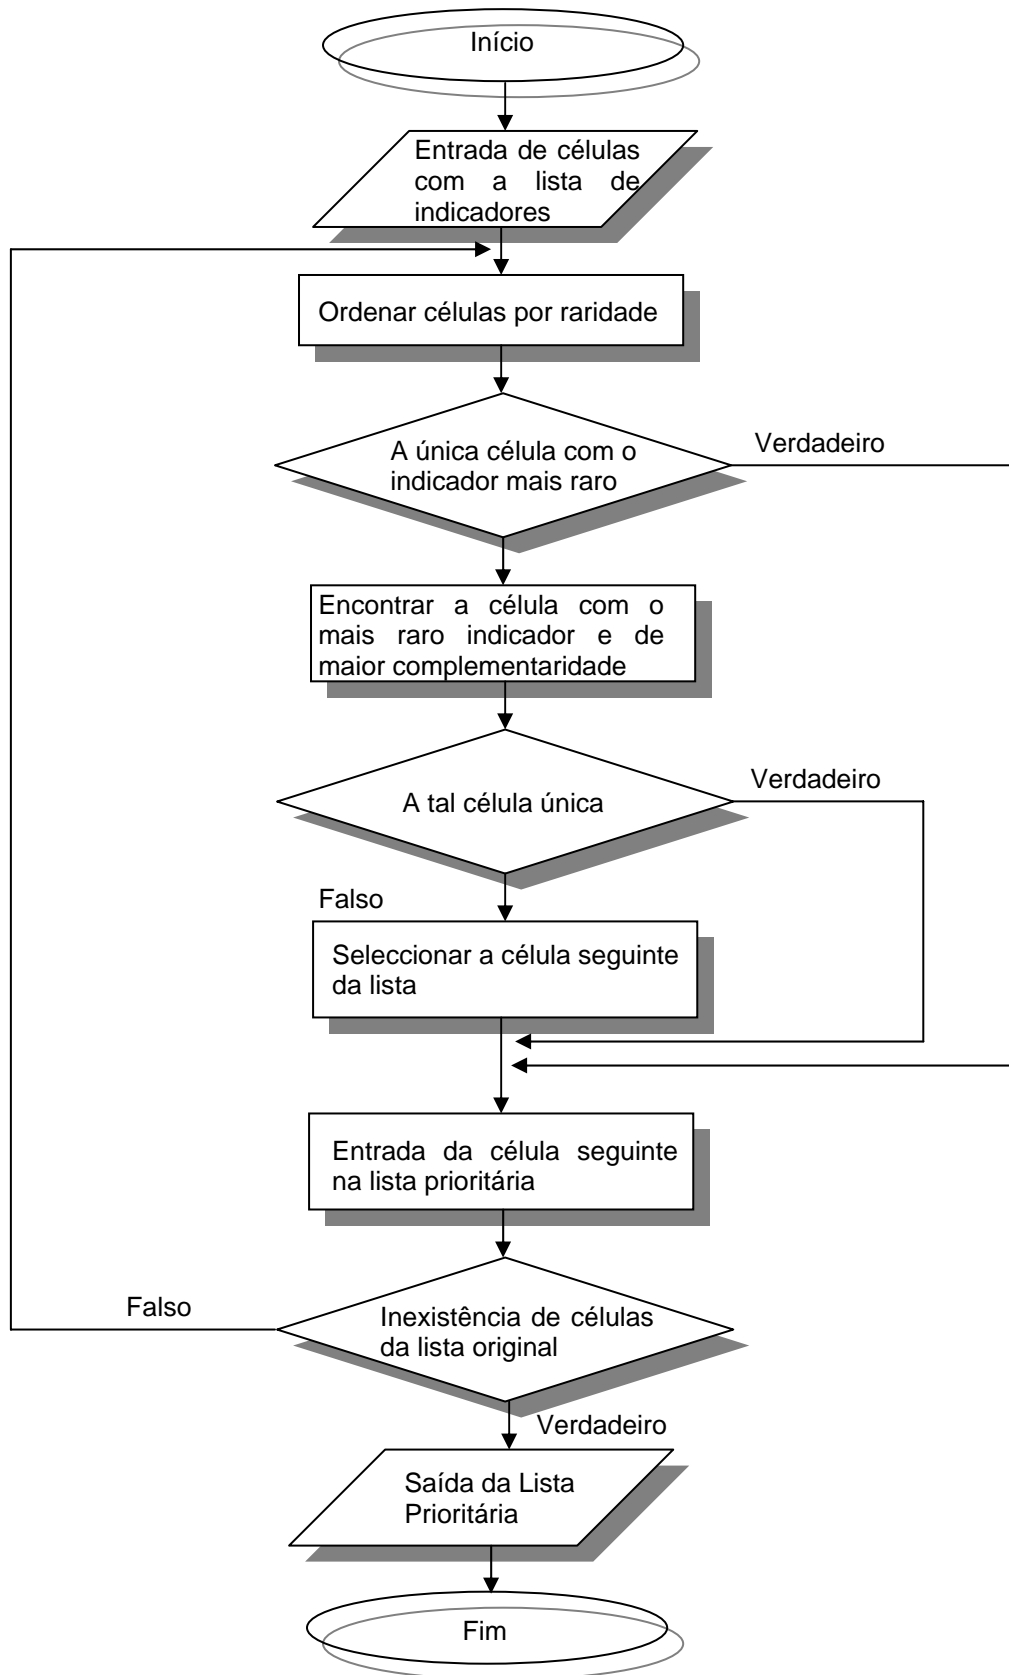 Início
Entrada de células
com a lista de
indicadores
Ordenar células por raridade
Verdadeiro
A única célula com o
indicador mais raro
Encontrar a célula com o
mais raro indicador e de
maior complementaridade
Verdadeiro
A tal célula única
Falso
Seleccionar a célula seguinte
da lista
Entrada da célula seguinte
na lista prioritária
Falso
Inexistência de células
da lista original
Verdadeiro
Saída da Lista
Prioritária
Fim